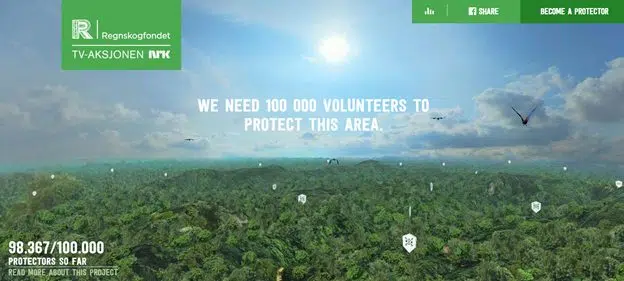 R | Regnskogfondet
TV-AKSJONEN NRK
SHARE
BECOME A PROTECTOR
WE NEED 100 000 VOLUNTEERS TO
PROTECT THIS AREA.
98.367/100.000
PROTECTORS SO FAR
READ MORE ABOUT THIS PROJECT